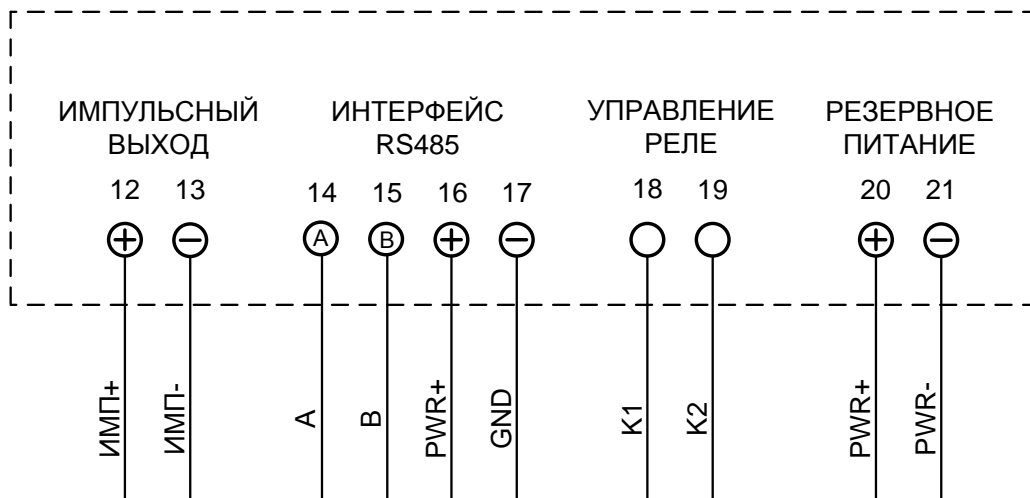 ИМПУЛЬСНЫЙ
ВЫХОД
ИНТЕРФЕЙС
RS485
УПРАВЛЕНИЕ
РЕЛЕ
РЕЗЕРВНОЕ
ПИТАНИЕ
12 13 14 15 16 17 18 19 20 21
+ − A B + − + −
ИМП+
ИМП-
A
B
PWR+
GND
K1
K2
PWR+
PWR-